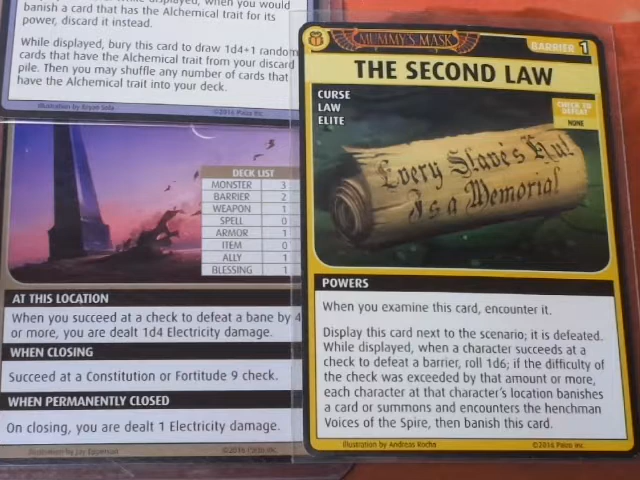 banish a card that has the Alchemical trait for its
power, discard it instead.
While displayed, bury this card to draw 1d4+1 random
cards that have the Alchemical trait from your discard
pile. Then you may shuffle any number of cards that
have the Alchemical trait into your deck.
©2016 Paizo Inc.
DECK LIST
MONSTER 3
BARRIER 2
WEAPON 1
SPELL 0
ARMOR 1
ITEM 0
ALLY 1
BLESSING 1
AT THIS LOCATION
When you succeed at a check to defeat a bane by 4
or more, you are dealt 1d4 Electricity damage.
WHEN CLOSING
Succeed at a Constitution or Fortitude 9 check.
WHEN PERMANENTLY CLOSED
On closing, you are dealt 1 Electricity damage.
MUMMY'S MASK
BARRIER 1
THE SECOND LAW
CURSE
LAW
ELITE
CHECK TO
DEFEAT
NONE
Every Slave's Hut
Is a Memorial
POWERS
When you examine this card, encounter it.
Display this card next to the scenario; it is defeated.
While displayed, when a character succeeds at a
check to defeat a barrier, roll 1d6; if the difficulty of
the check was exceeded by that amount or more,
each character at that character's location banishes
a card or summons and encounters the henchman
Voices of the Spire, then banish this card.
Illustration by Andreas Rocha
©2016 Paizo Inc.